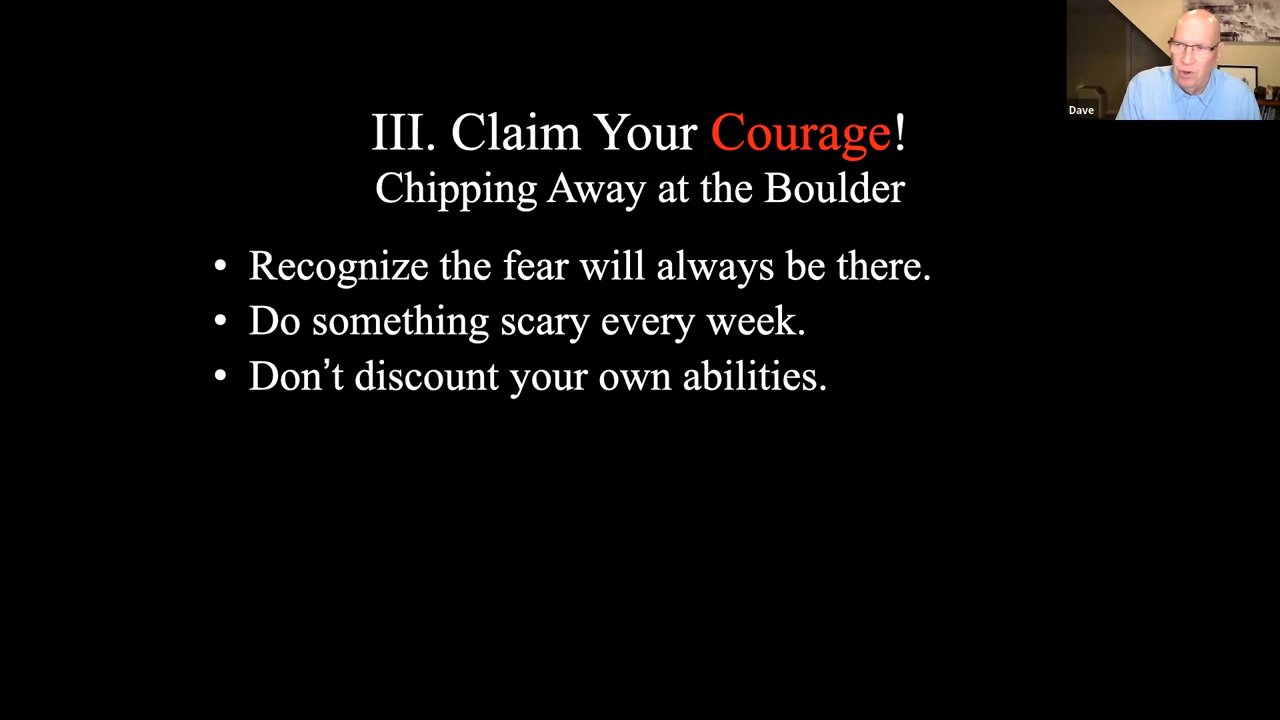 Dave
III. Claim Your Courage!
Chipping Away at the Boulder
• Recognize the fear will always be there.
• Do something scary every week.
• Don’t discount your own abilities.